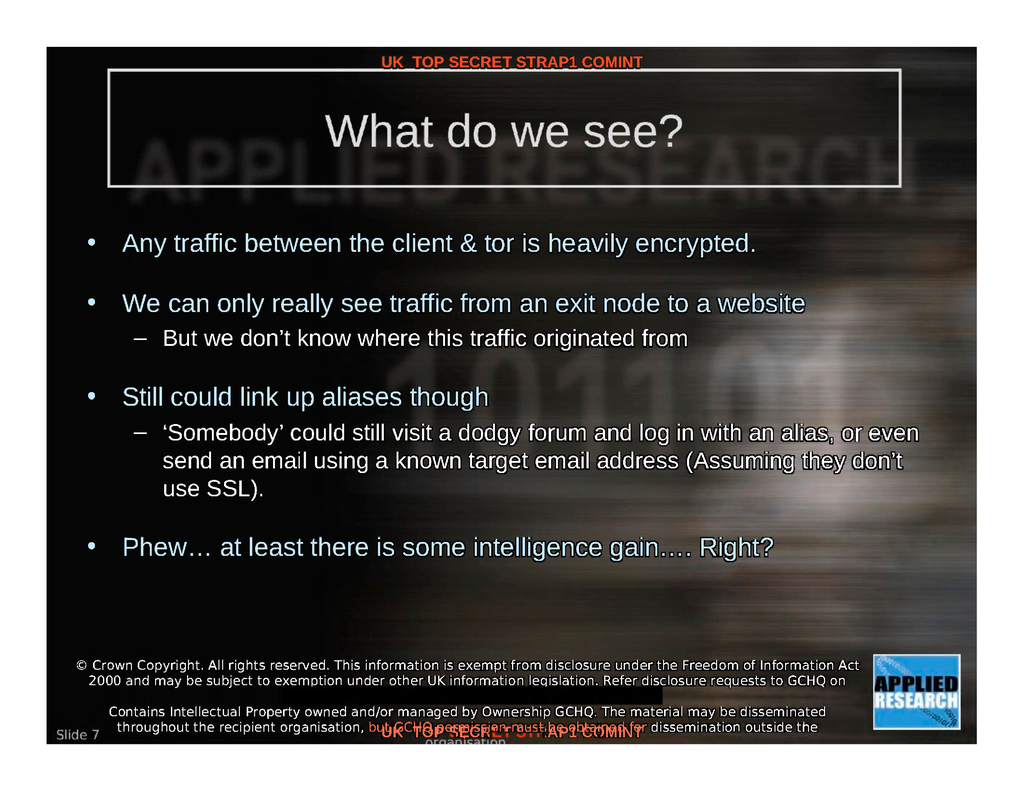 UK TOP SECRET STRAP1 COMINT
What do we see?
APPLIED RESEARCH
101101
• Any traffic between the client & tor is heavily encrypted.
• We can only really see traffic from an exit node to a website
– But we don’t know where this traffic originated from
• Still could link up aliases though
– ‘Somebody’ could still visit a dodgy forum and log in with an alias, or even
send an email using a known target email address (Assuming they don’t
use SSL).
• Phew… at least there is some intelligence gain…. Right?
© Crown Copyright. All rights reserved. This information is exempt from disclosure under the Freedom of Information Act
2000 and may be subject to exemption under other UK information legislation. Refer disclosure requests to GCHQ on
Contains Intellectual Property owned and/or managed by Ownership GCHQ. The material may be disseminated
throughout the recipient organisation, but GCHQ permission must be obtained for dissemination outside the
organisation
UK TOP SECRET STRAP1 COMINT
Slide 7
APPLIED
RESEARCH